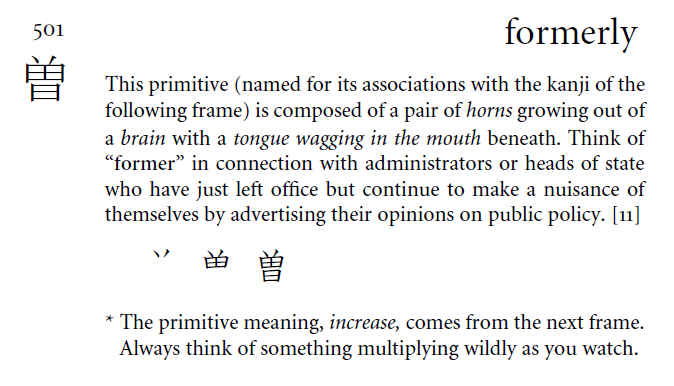 501
formerly
曽
This primitive (named for its associations with the kanji of the
following frame) is composed of a pair of horns growing out of
a brain with a tongue wagging in the mouth beneath. Think of
“former” in connection with administrators or heads of state
who have just left office but continue to make a nuisance of
themselves by advertising their opinions on public policy. [11]
曽
* The primitive meaning, increase, comes from the next frame.
Always think of something multiplying wildly as you watch.